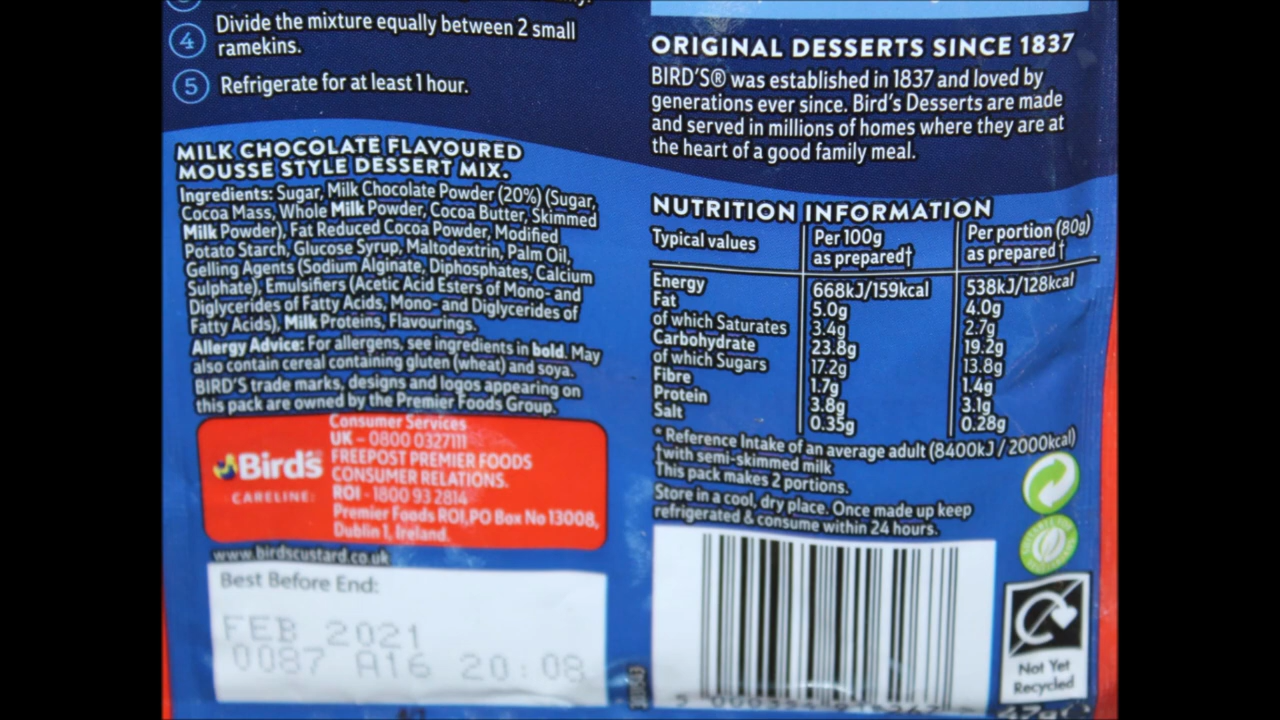 4 Divide the mixture equally between 2 small
ramekins.
5 Refrigerate for at least 1 hour.
MILK CHOCOLATE FLAVOURED
MOUSSE STYLE DESSERT MIX.
Ingredients: Sugar, Milk Chocolate Powder (20%) (Sugar,
Cocoa Mass, Whole Milk Powder, Cocoa Butter, Skimmed
Milk Powder), Fat Reduced Cocoa Powder, Modified
Potato Starch, Glucose Syrup, Maltodextrin, Palm Oil,
Gelling Agents (Sodium Alginate, Diphosphates, Calcium
Sulphate), Emulsifiers (Acetic Acid Esters of Mono- and
Diglycerides of Fatty Acids, Mono- and Diglycerides of
Fatty Acids), Milk Proteins, Flavourings.
Allergy Advice: For allergens, see ingredients in bold. May
also contain cereal containing gluten (wheat) and soya.
BIRD'S trade marks, designs and logos appearing on
this pack are owned by the Premier Foods Group.
Bird's
CARELINE:
Consumer Services
UK – 0800 0327111
FREEPOST PREMIER FOODS
CONSUMER RELATIONS.
ROI - 1800 93 2814
Premier Foods ROI, PO Box No 13008,
Dublin 1, Ireland.
www.birdscustard.co.uk
Best Before End:
FEB 2021
0087 A16 20:08
ORIGINAL DESSERTS SINCE 1837
BIRD'S® was established in 1837 and loved by
generations ever since. Bird's Desserts are made
and served in millions of homes where they are at
the heart of a good family meal.
NUTRITION INFORMATION
Typical values Per 100g as prepared† Per portion (80g) as prepared†
Energy 668kJ/159kcal 538kJ/128kcal
Fat 5.0g 4.0g
of which Saturates 3.4g 2.7g
Carbohydrate 23.8g 19.2g
of which Sugars 17.2g 13.8g
Fibre 1.7g 1.4g
Protein 3.8g 3.1g
Salt 0.35g 0.28g
* Reference Intake of an average adult (8400kJ / 2000kcal)
†with semi-skimmed milk
This pack makes 2 portions.
Store in a cool, dry place. Once made up keep
refrigerated & consume within 24 hours.
Not Yet
Recycled